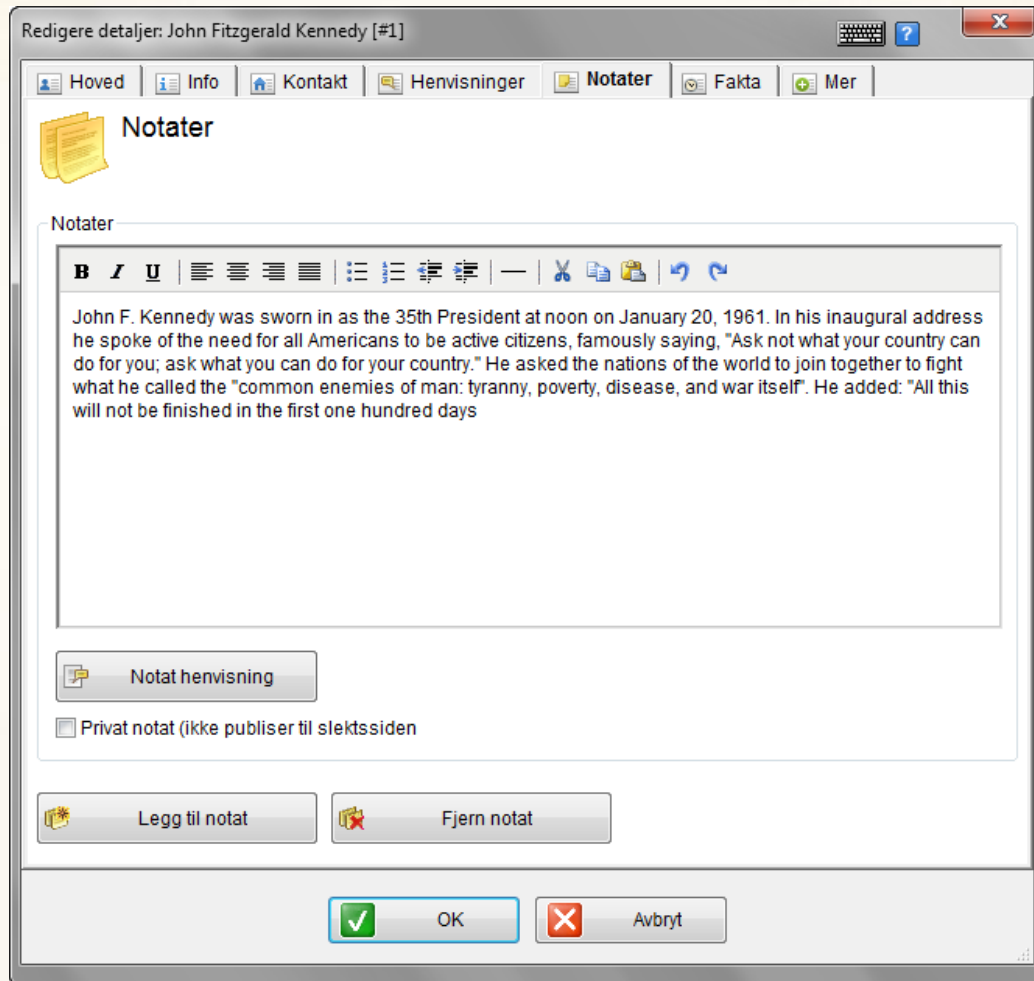 Redigere detaljer: John Fitzgerald Kennedy [#1]
Hoved Info Kontakt Henvisninger Notater Fakta Mer
Notater
Notater
B I U
John F. Kennedy was sworn in as the 35th President at noon on January 20, 1961. In his inaugural address
he spoke of the need for all Americans to be active citizens, famously saying, "Ask not what your country can
do for you; ask what you can do for your country." He asked the nations of the world to join together to fight
what he called the "common enemies of man: tyranny, poverty, disease, and war itself". He added: "All this
will not be finished in the first one hundred days
Notat henvisning
Privat notat (ikke publiser til slektssiden
Legg til notat Fjern notat
OK Avbryt